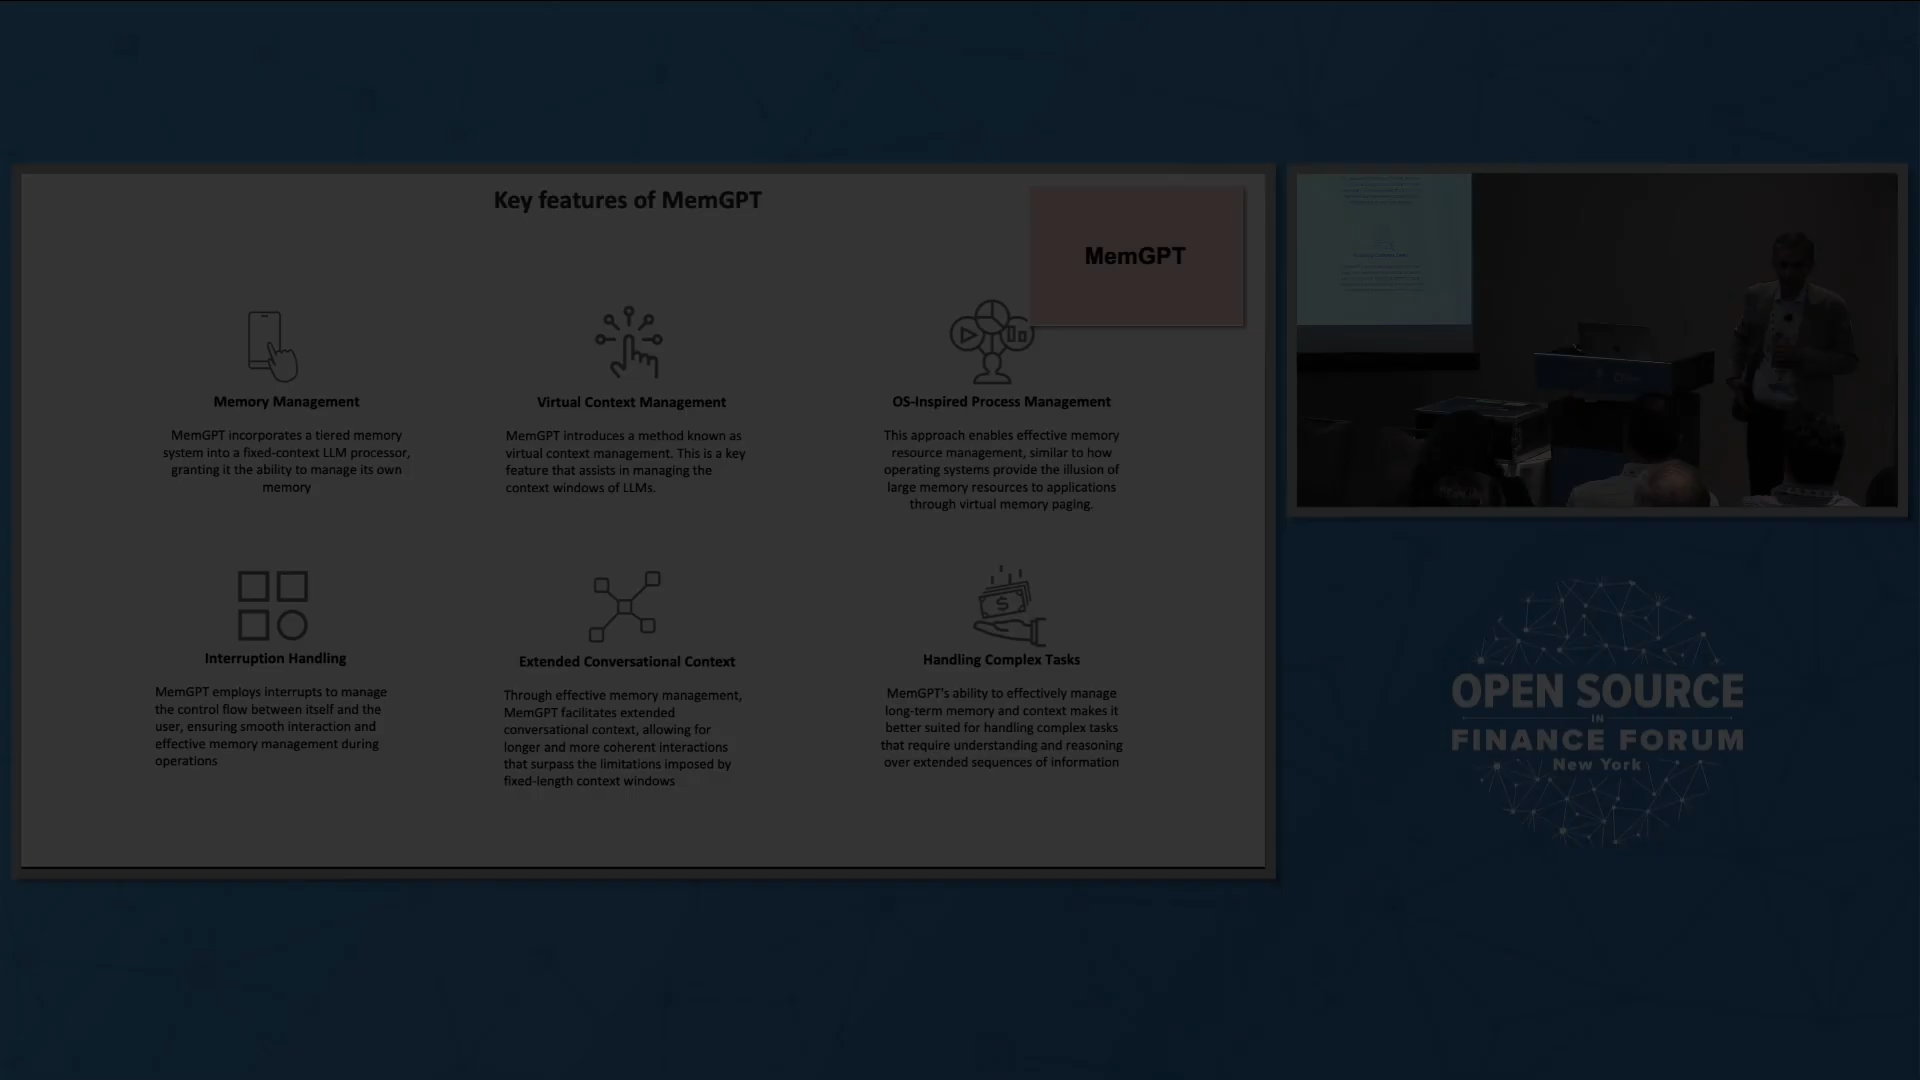 Key features of MemGPT
MemGPT
Memory Management
MemGPT incorporates a tiered memory
system into a fixed-context LLM processor,
granting it the ability to manage its own
memory
Virtual Context Management
MemGPT introduces a method known as
virtual context management. This is a key
feature that assists in managing the
context windows of LLMs.
OS-Inspired Process Management
This approach enables effective memory
resource management, similar to how
operating systems provide the illusion of
large memory resources to applications
through virtual memory paging.
Interruption Handling
MemGPT employs interrupts to manage
the control flow between itself and the
user, ensuring smooth interaction and
effective memory management during
operations
Extended Conversational Context
Through effective memory management,
MemGPT facilitates extended
conversational context, allowing for
longer and more coherent interactions
that surpass the limitations imposed by
fixed-length context windows
Handling Complex Tasks
MemGPT's ability to effectively manage
long-term memory and context makes it
better suited for handling complex tasks
that require understanding and reasoning
over extended sequences of information
OPEN SOURCE
IN
FINANCE FORUM
New York